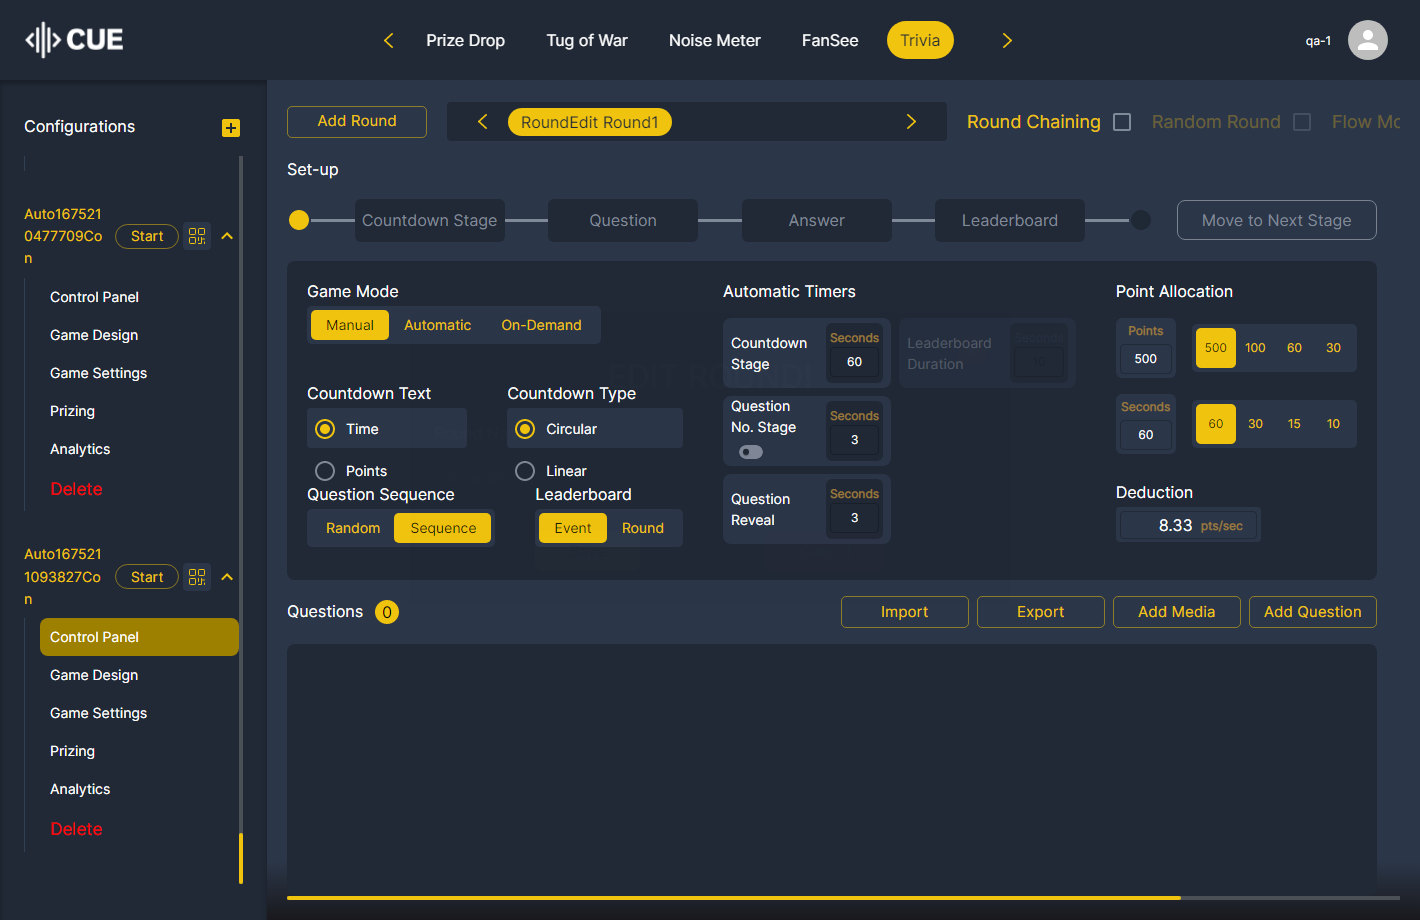 CUE
Prize Drop
Tug of War
Noise Meter
FanSee
Trivia
qa-1
Configurations
Auto167521
0477709Co
n
Start
Control Panel
Game Design
Game Settings
Prizing
Analytics
Delete
Auto167521
1093827Co
n
Start
Control Panel
Game Design
Game Settings
Prizing
Analytics
Delete
Add Round
RoundEdit Round1
Round Chaining
Random Round
Flow Mo
Set-up
Countdown Stage
Question
Answer
Leaderboard
Move to Next Stage
Game Mode
Manual
Automatic
On-Demand
Countdown Text
Time
Points
Countdown Type
Circular
Linear
Question Sequence
Random
Sequence
Leaderboard
Event
Round
Automatic Timers
Countdown
Stage
Seconds
60
Leaderboard
Duration
Seconds
Question
No. Stage
Seconds
3
Question
Reveal
Seconds
3
Point Allocation
Points
500
500
100
60
30
Seconds
60
60
30
15
10
Deduction
8.33 pts/sec
Questions 0
Import
Export
Add Media
Add Question